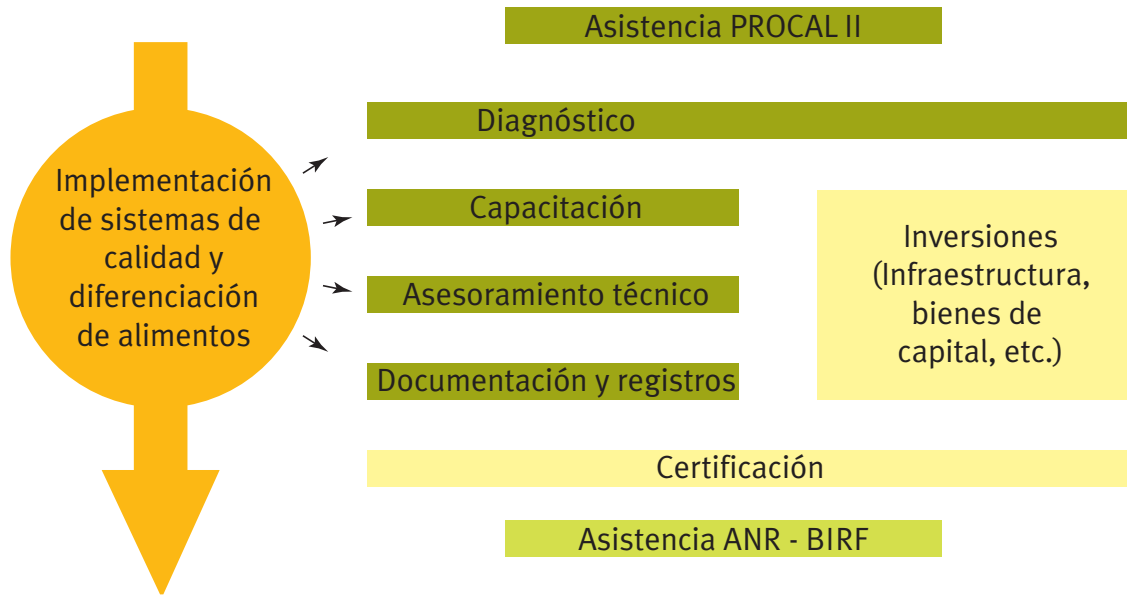 Asistencia PROCAL II
Implementación
de sistemas de
calidad y
diferenciación
de alimentos
Diagnóstico
Capacitación
Asesoramiento técnico
Documentación y registros
Inversiones
(Infraestructura,
bienes de
capital, etc.)
Certificación
Asistencia ANR - BIRF